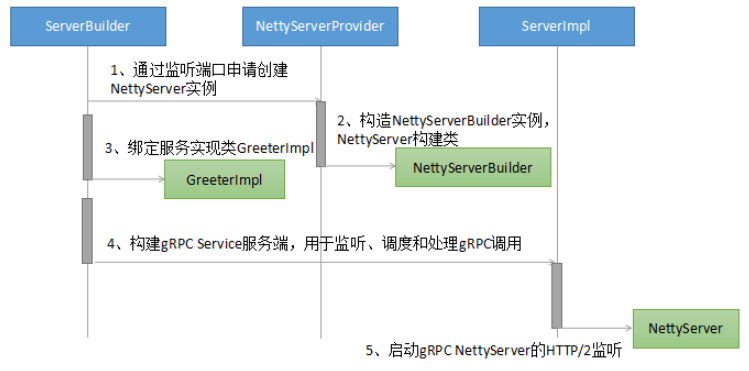 ServerBuilder
NettyServerProvider
ServerImpl
1、通过监听端口申请创建
NettyServer实例
2、构造NettyServerBuilder实例，
NettyServer构建类
3、绑定服务实现类GreeterImpl
NettyServerBuilder
GreeterImpl
4、构建gRPC Service服务端，用于监听、调度和处理gRPC调用
NettyServer
5、启动gRPC NettyServer的HTTP/2监听